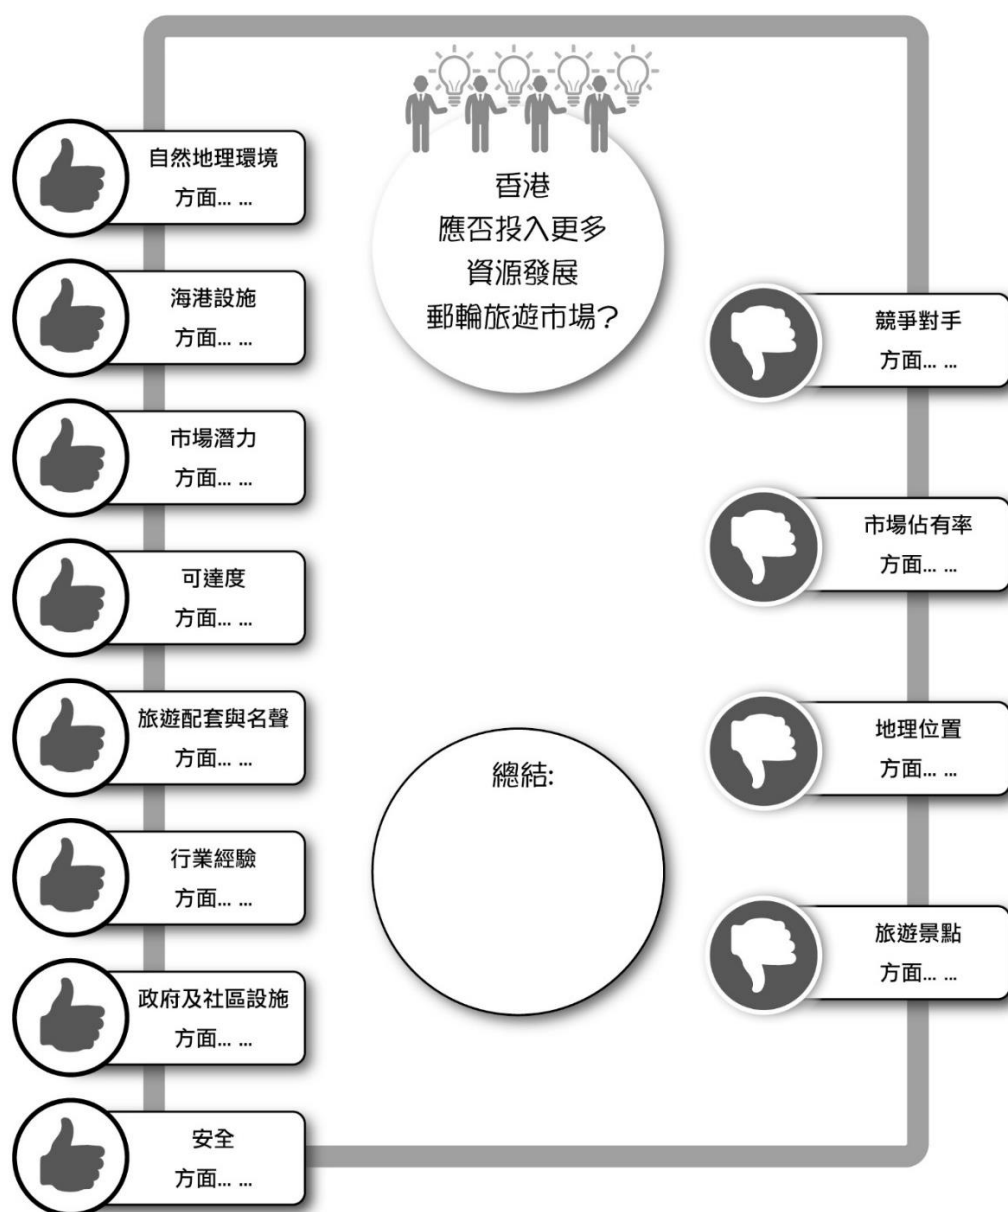 香港
應否投入更多
資源發展
郵輪旅遊市場?
自然地理環境
方面... ...
海港設施
方面... ...
市場潛力
方面... ...
可達度
方面... ...
旅遊配套與名聲
方面... ...
行業經驗
方面... ...
政府及社區設施
方面... ...
安全
方面... ...
競爭對手
方面... ...
市場佔有率
方面... ...
地理位置
方面... ...
旅遊景點
方面... ...
總結: